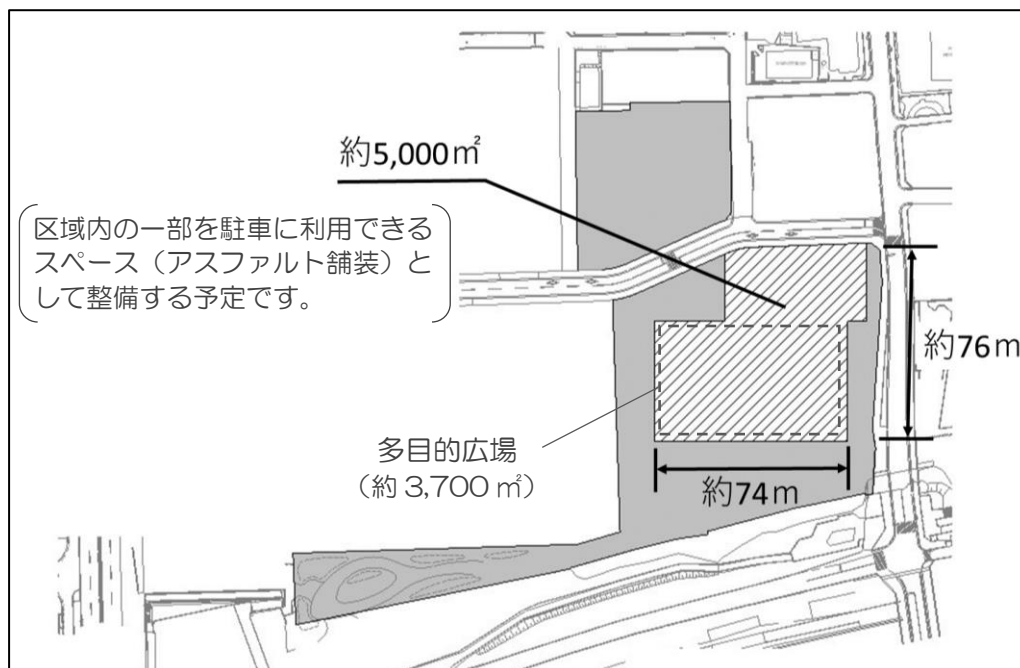 約5,000㎡
区域内の一部を駐車に利用できる
スペース（アスファルト舗装）と
して整備する予定です。
約76m
多目的広場
（約 3,700 ㎡）
約74m